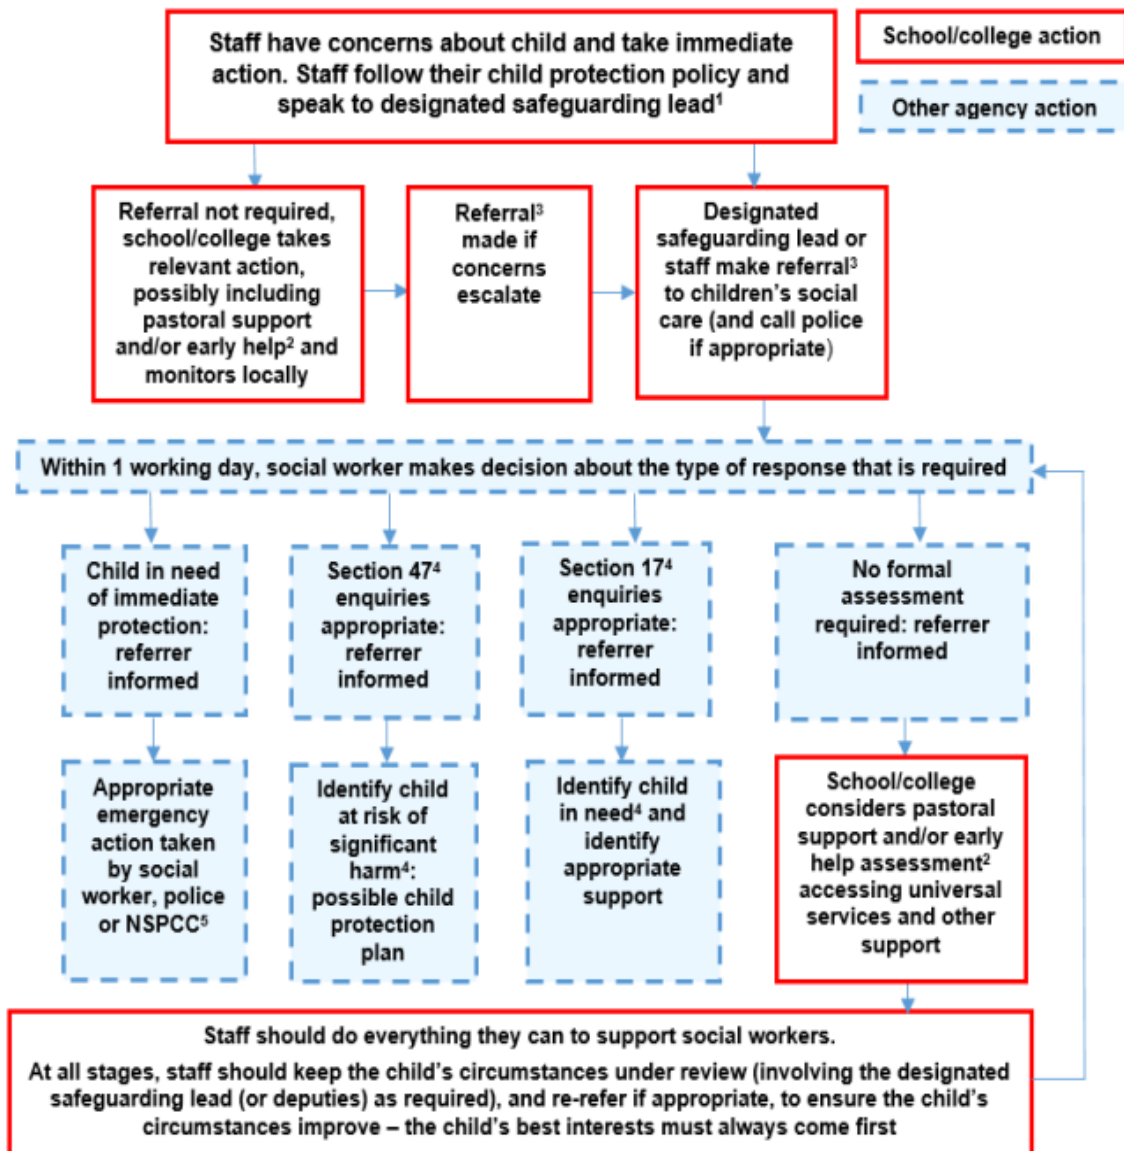 Staff have concerns about child and take immediate
action. Staff follow their child protection policy and
speak to designated safeguarding lead¹
School/college action
Other agency action
Referral not required,
school/college takes
relevant action,
possibly including
pastoral support
and/or early help² and
monitors locally
Referral³
made if
concerns
escalate
Designated
safeguarding lead or
staff make referral³
to children's social
care (and call police
if appropriate)
Within 1 working day, social worker makes decision about the type of response that is required
Child in need
of immediate
protection:
referrer
informed
Section 47⁴
enquiries
appropriate:
referrer
informed
Section 17⁴
enquiries
appropriate:
referrer
informed
No formal
assessment
required: referrer
informed
Appropriate
emergency
action taken
by social
worker, police
or NSPCC⁵
Identify child
at risk of
significant
harm⁴:
possible child
protection
plan
Identify child
in need⁴ and
identify
appropriate
support
School/college
considers pastoral
support and/or early
help assessment²
accessing universal
services and other
support
Staff should do everything they can to support social workers.
At all stages, staff should keep the child's circumstances under review (involving the designated
safeguarding lead (or deputies) as required), and re-refer if appropriate, to ensure the child's
circumstances improve – the child's best interests must always come first